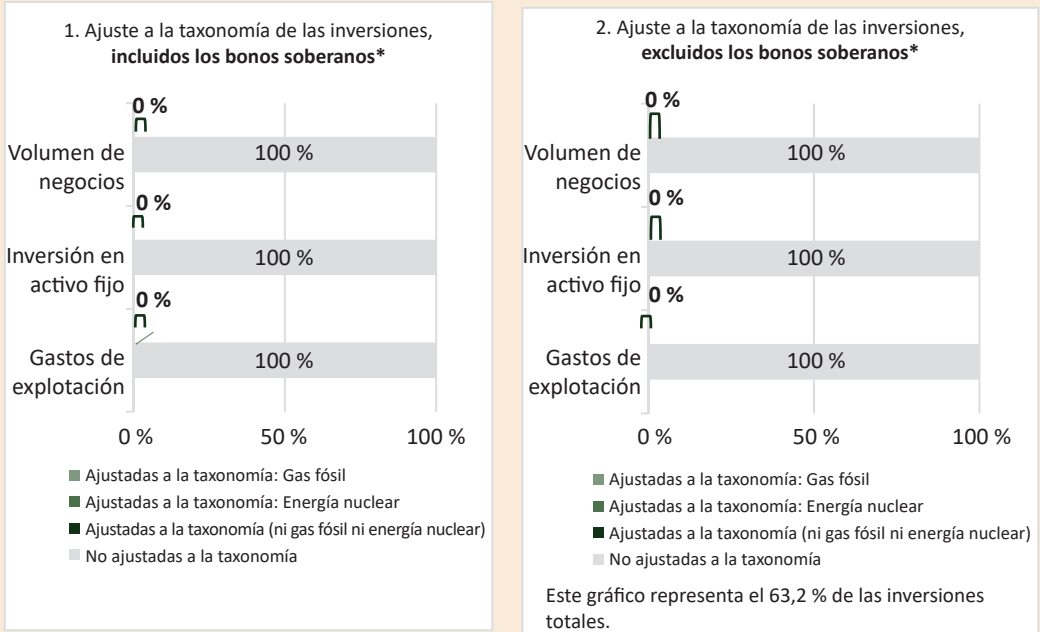 1. Ajuste a la taxonomía de las inversiones,
incluidos los bonos soberanos*
0 %
Volumen de
negocios
100 %
0 %
Inversión en
activo fijo
100 %
0 %
Gastos de
explotación
100 %
0 %
50 %
100 %
Ajustadas a la taxonomía: Gas fósil
Ajustadas a la taxonomía: Energía nuclear
Ajustadas a la taxonomía (ni gas fósil ni energía nuclear)
No ajustadas a la taxonomía
2. Ajuste a la taxonomía de las inversiones,
excluidos los bonos soberanos*
0 %
Volumen de
negocios
100 %
0 %
Inversión en
activo fijo
100 %
0 %
Gastos de
explotación
100 %
0 %
50 %
100 %
Ajustadas a la taxonomía: Gas fósil
Ajustadas a la taxonomía: Energía nuclear
Ajustadas a la taxonomía (ni gas fósil ni energía nuclear)
No ajustadas a la taxonomía
Este gráfico representa el 63,2 % de las inversiones
totales.